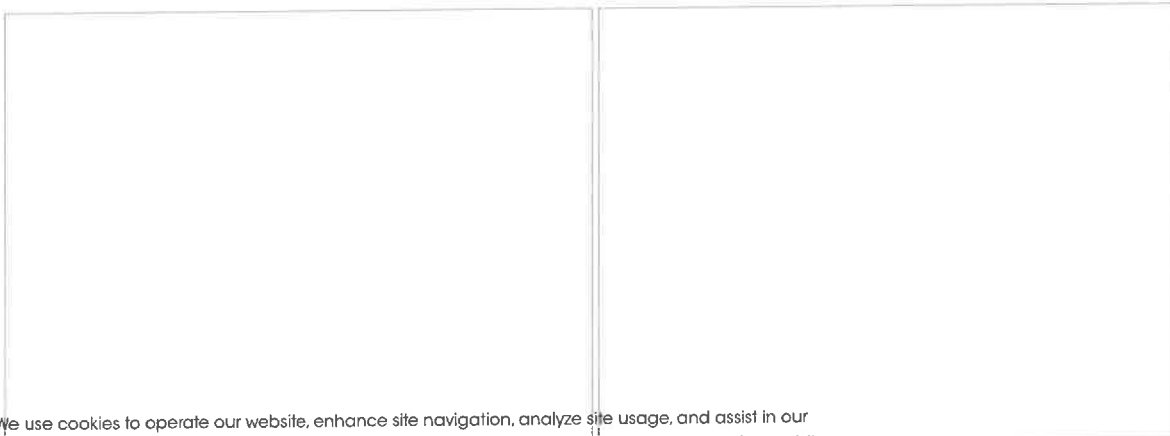 We use cookies to operate our website, enhance site navigation, analyze site usage, and assist in our